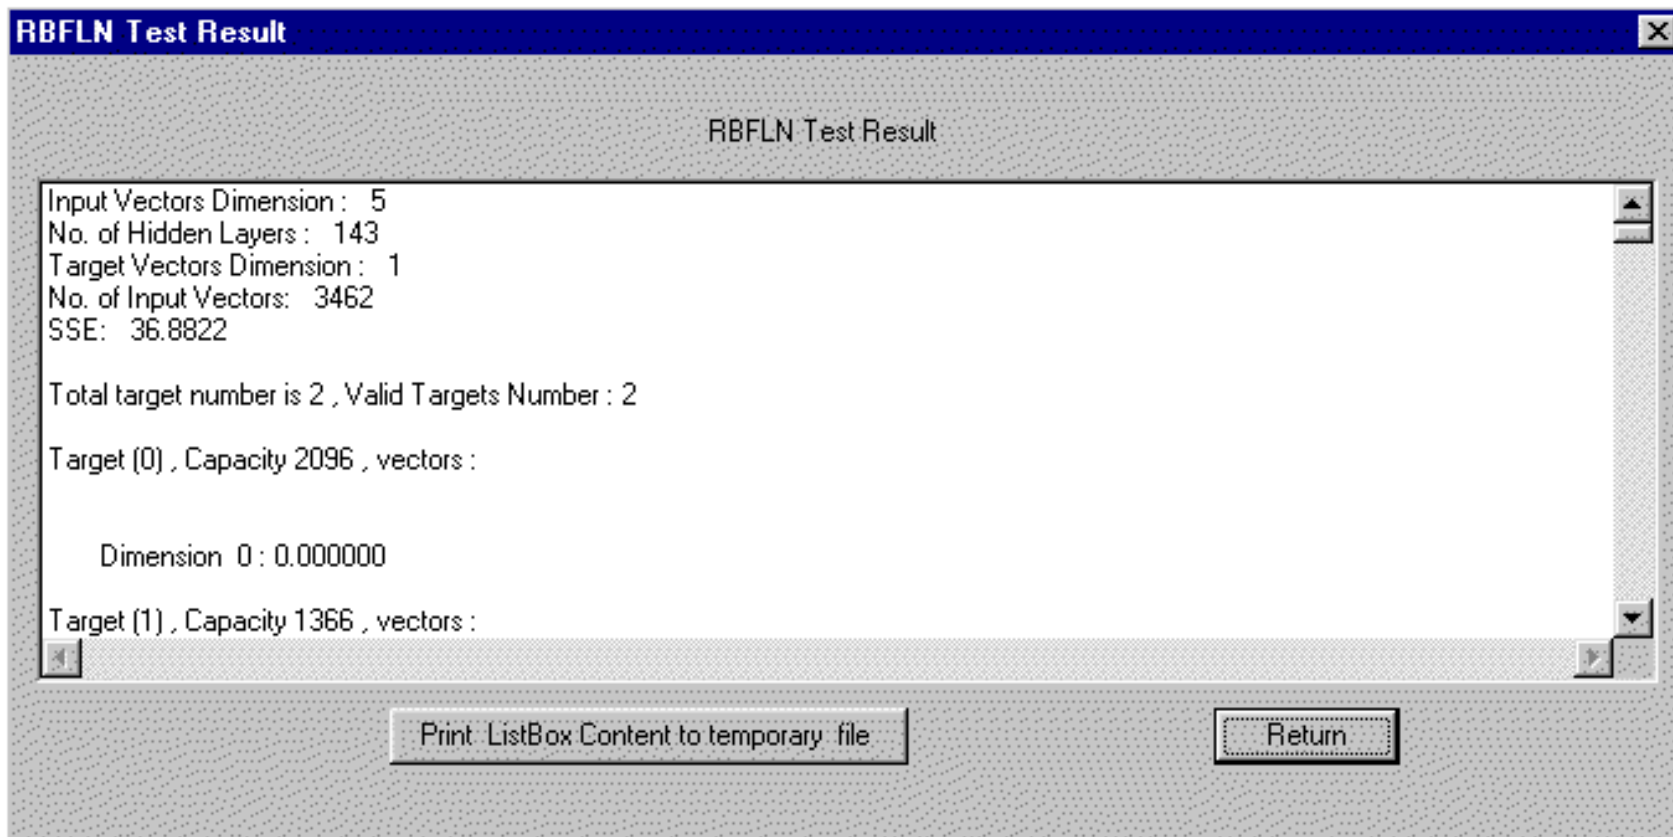 RBFLN Test Result
RBFLN Test Result
Input Vectors Dimension :   5
No. of Hidden Layers :   143
Target Vectors Dimension :   1
No. of Input Vectors:   3462
SSE:   36.8822
Total target number is 2 , Valid Targets Number : 2
Target (0) , Capacity 2096 , vectors :
Dimension  0 : 0.000000
Target (1) , Capacity 1366 , vectors :
Print  ListBox Content to temporary  file
Return